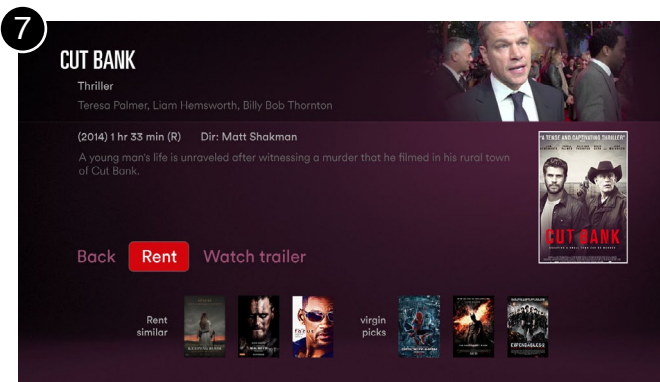 7
CUT BANK
Thriller
Teresa Palmer, Liam Hemsworth, Billy Bob Thornton
(2014) 1 hr 33 min (R) Dir: Matt Shakman
A young man's life is unraveled after witnessing a murder that he filmed in his rural town
of Cut Bank.
"A TENSE AND CAPTIVATING THRILLER"
CUT BANK
Back Rent Watch trailer
Rent
similar
focus
virgin
picks